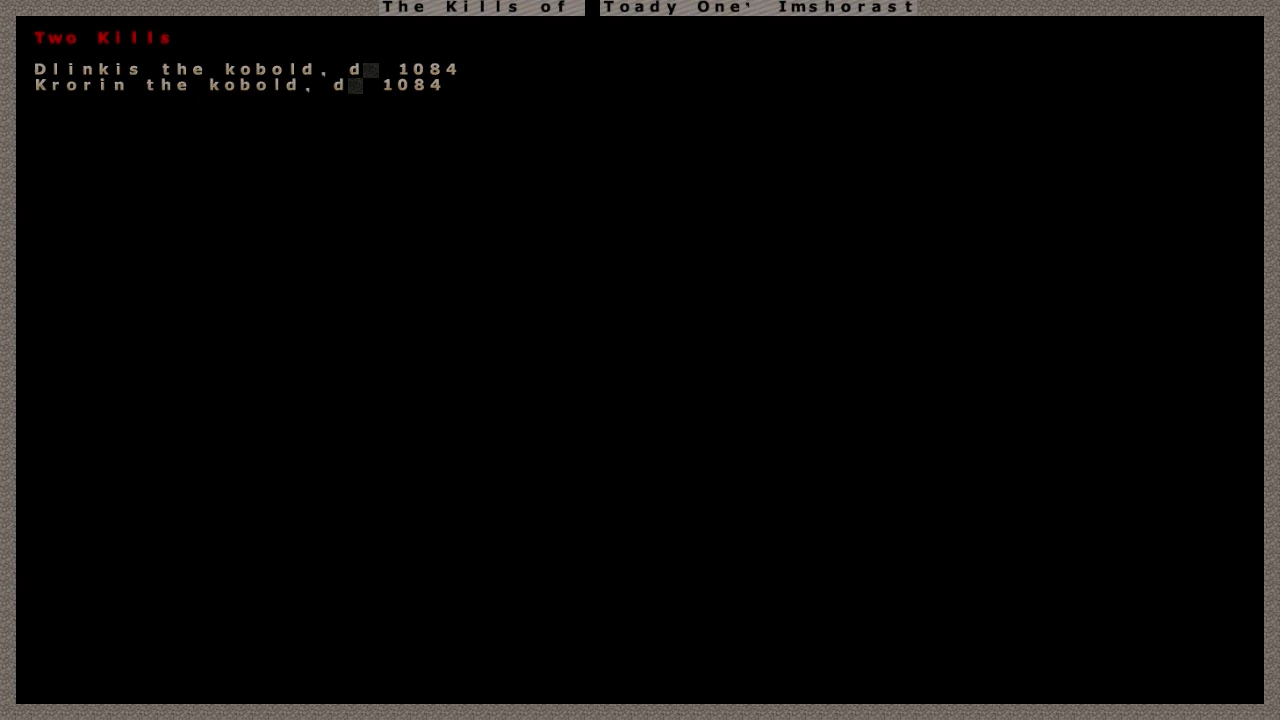 The Kills of Toady One' Imshorast
Two Kills
Dlinkis the kobold, d 1084
Krorin the kobold, d 1084